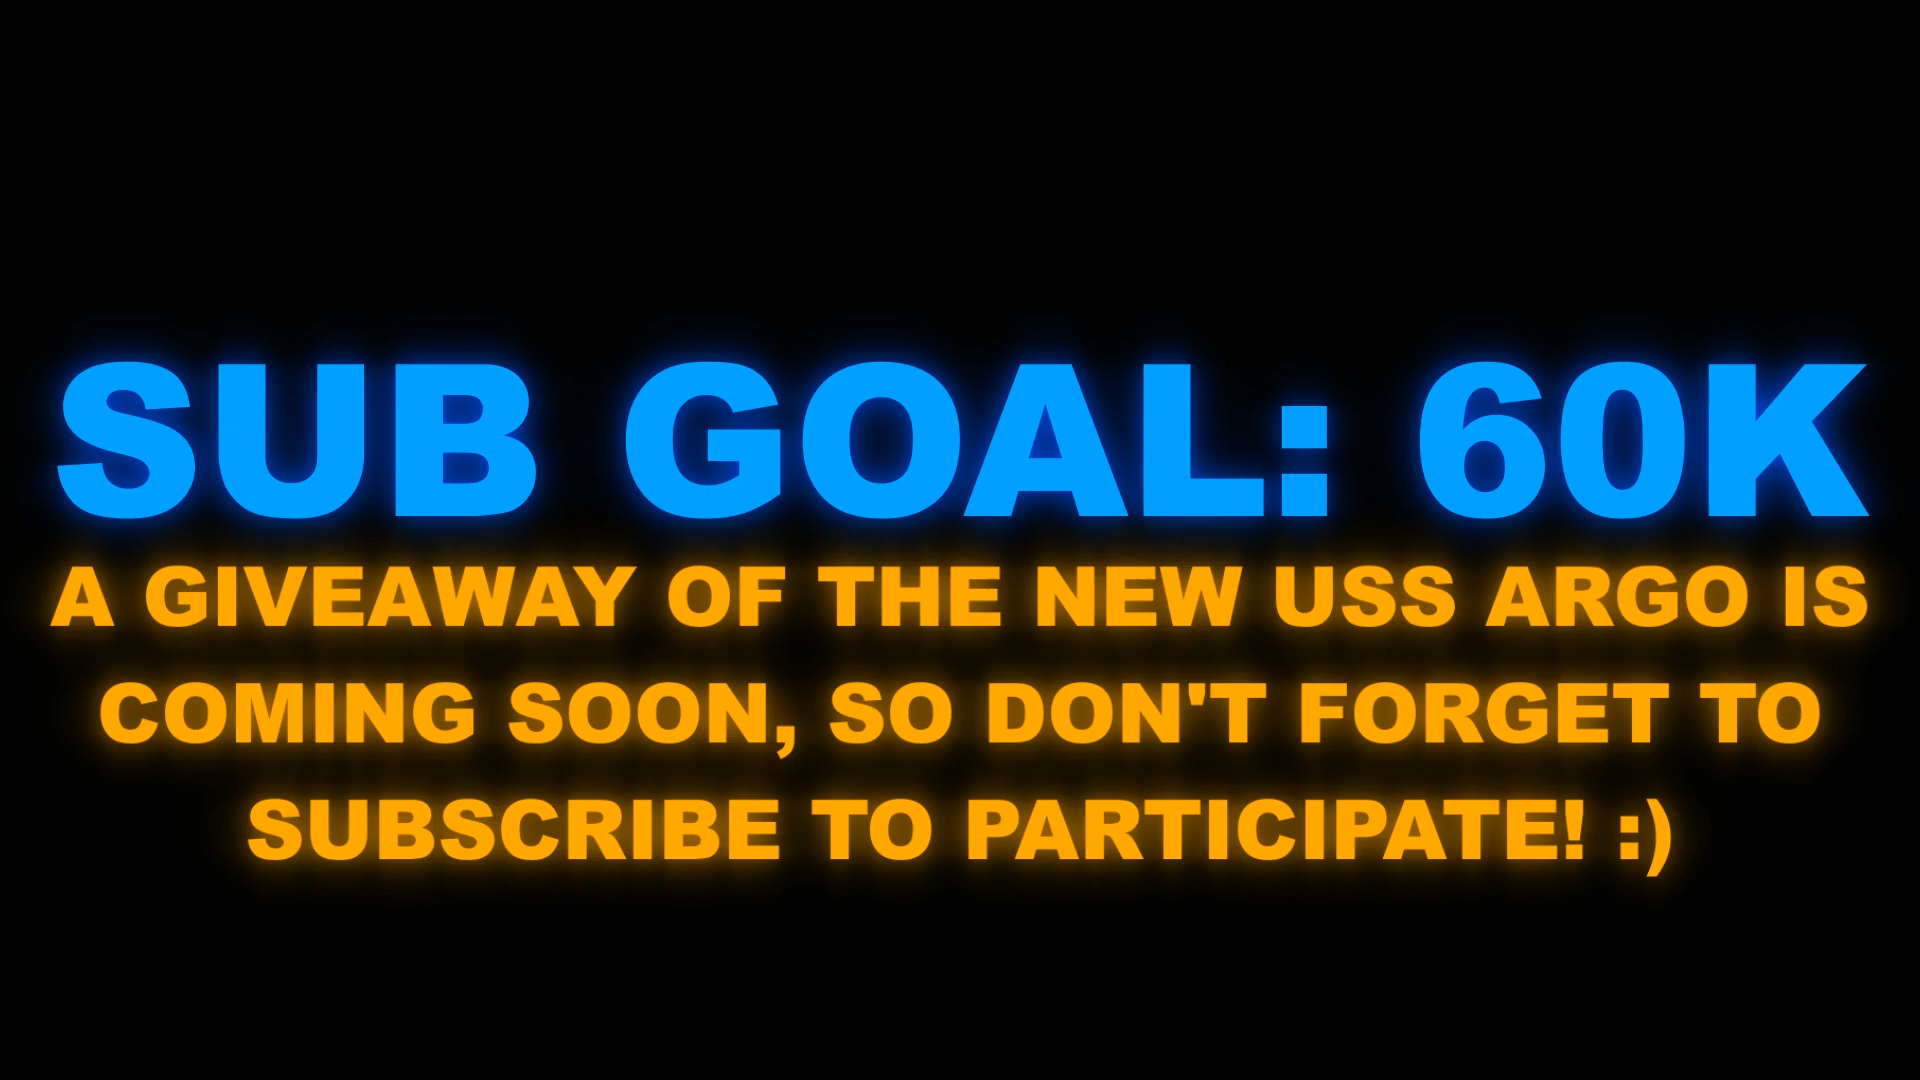 SUB GOAL: 60K
A GIVEAWAY OF THE NEW USS ARGO IS
COMING SOON, SO DON'T FORGET TO
SUBSCRIBE TO PARTICIPATE! :)